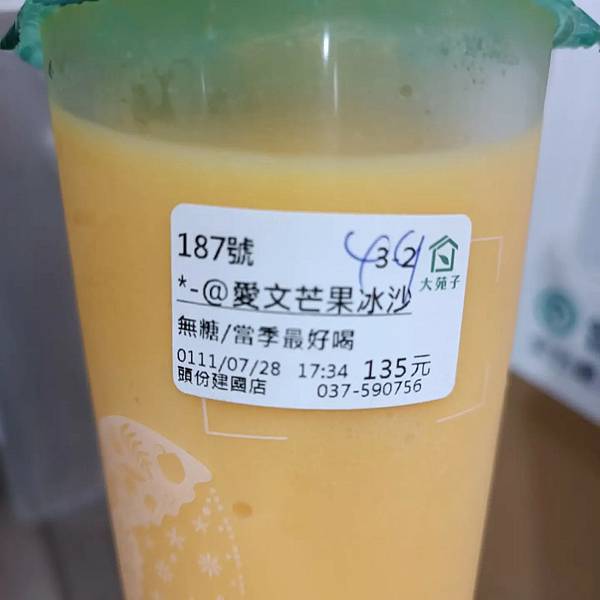 187號 3-2
大苑子
*-@愛文芒果冰沙
無糖/當季最好喝
0111/07/28 17:34 135元
頭份建國店 037-590756